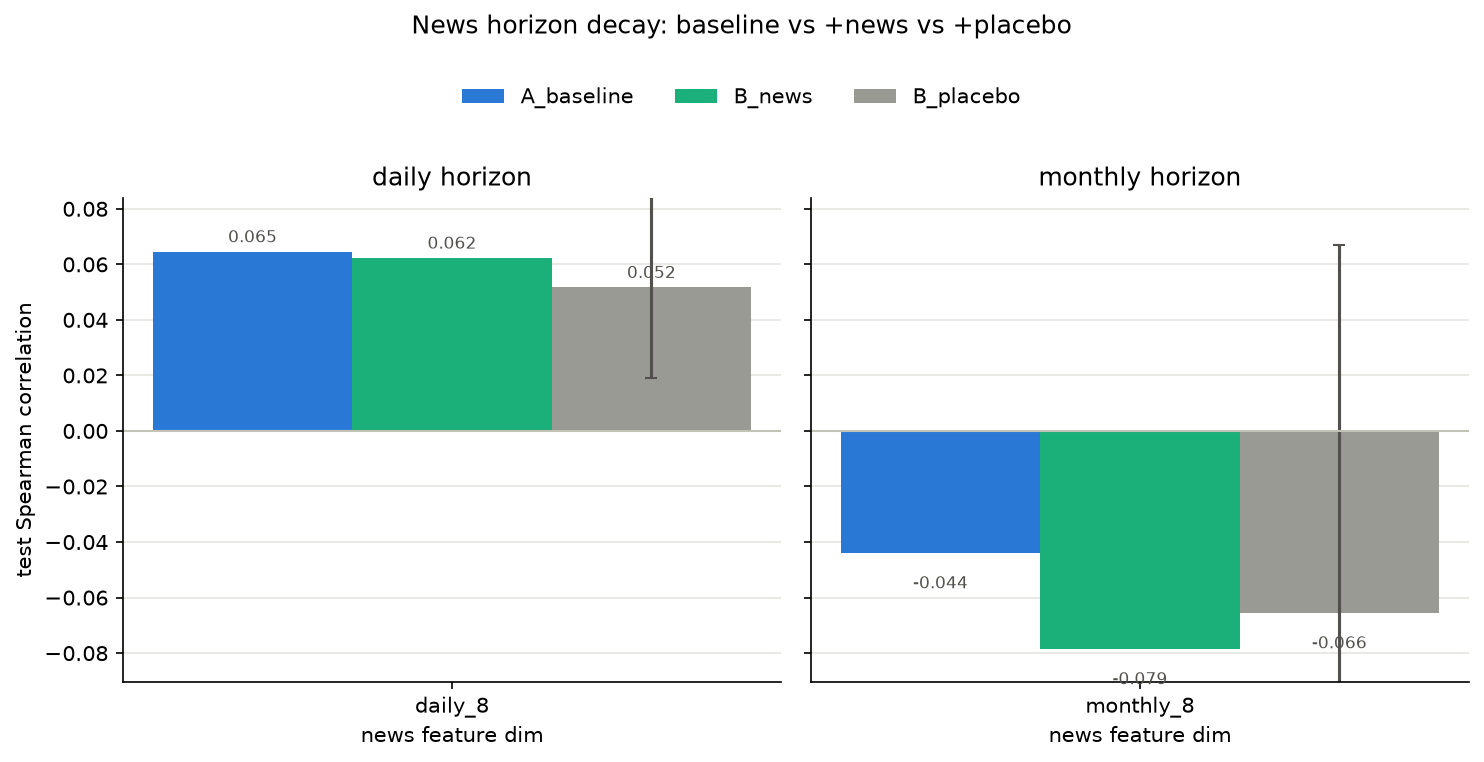 News horizon decay: baseline vs +news vs +placebo
A_baseline B_news B_placebo
daily horizon
test Spearman correlation
0.08
0.06
0.04
0.02
0.00
−0.02
−0.04
−0.06
−0.08
0.065
0.062
0.052
daily_8
news feature dim
monthly horizon
-0.044
-0.079
-0.066
monthly_8
news feature dim